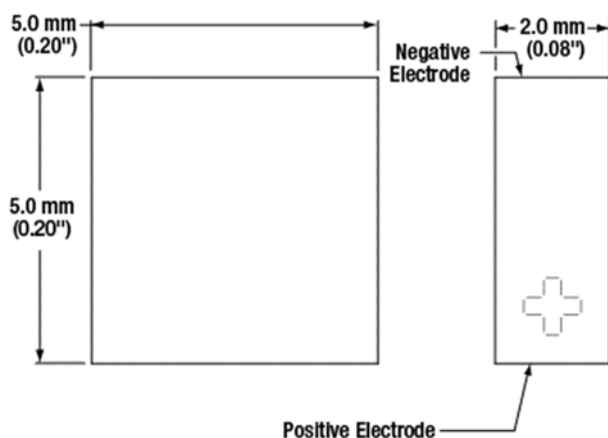 5.0 mm
(0.20")
2.0 mm
(0.08")
Negative
Electrode
5.0 mm
(0.20")
Positive Electrode